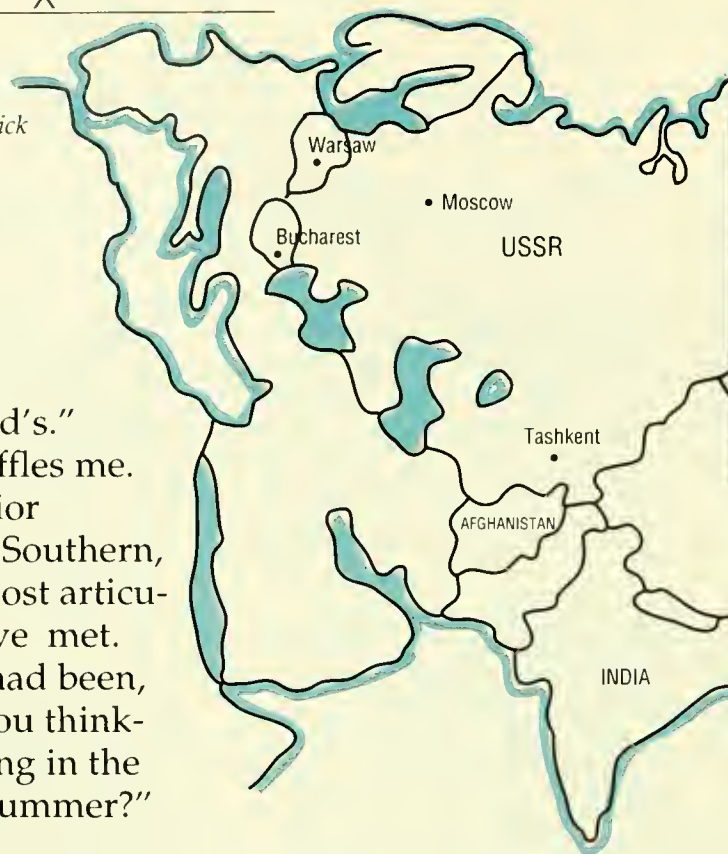 ick
Warsaw
Moscow
Bucharest
USSR
d's."
ffles me.
ior
Southern,
ost articu-
ve met.
had been,
ou think-
ng in the
ummer?"
Tashkent
AFGHANISTAN
INDIA